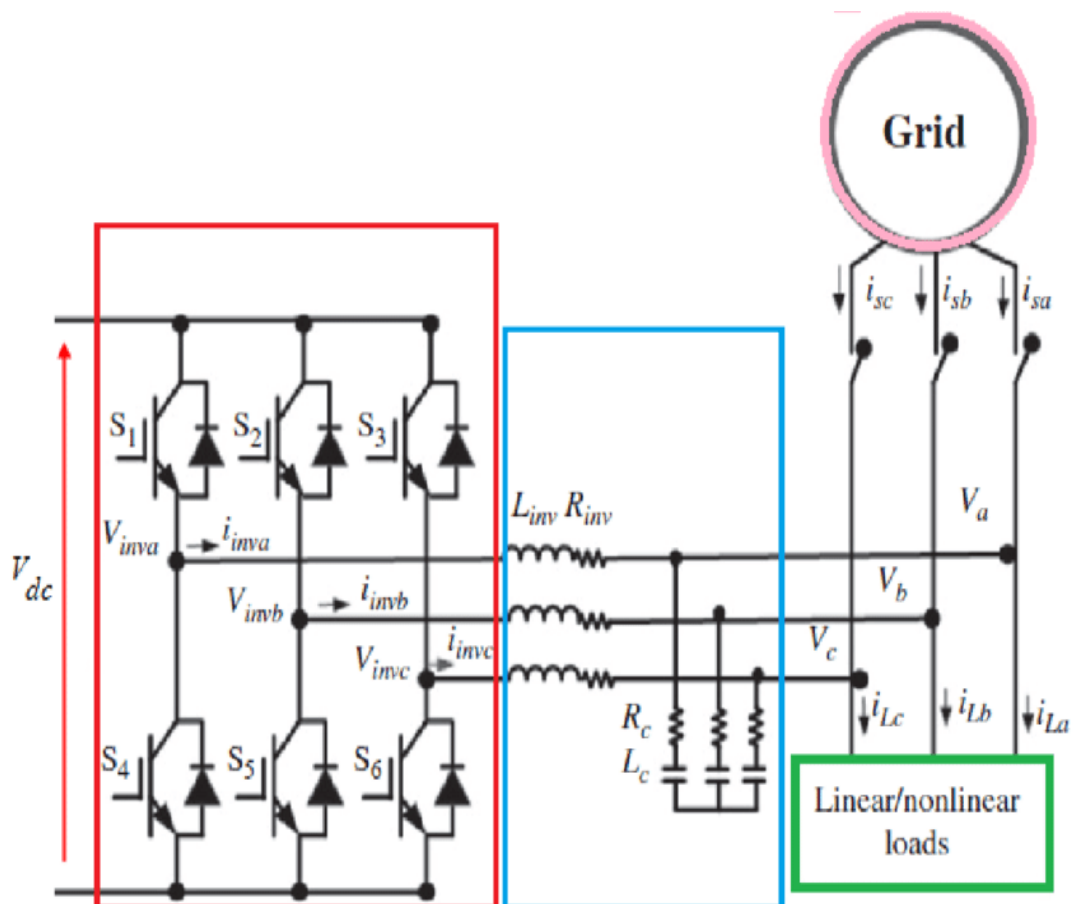 Grid
i_sc i_sb i_sa
S_1 S_2 S_3
L_inv R_inv
V_a
V_inva i_inva
V_dc
V_b
V_invb i_invb
V_c
V_invc i_invc
R_c
i_Lc i_Lb i_La
L_c
S_4 S_5 S_6
Linear/nonlinear
loads